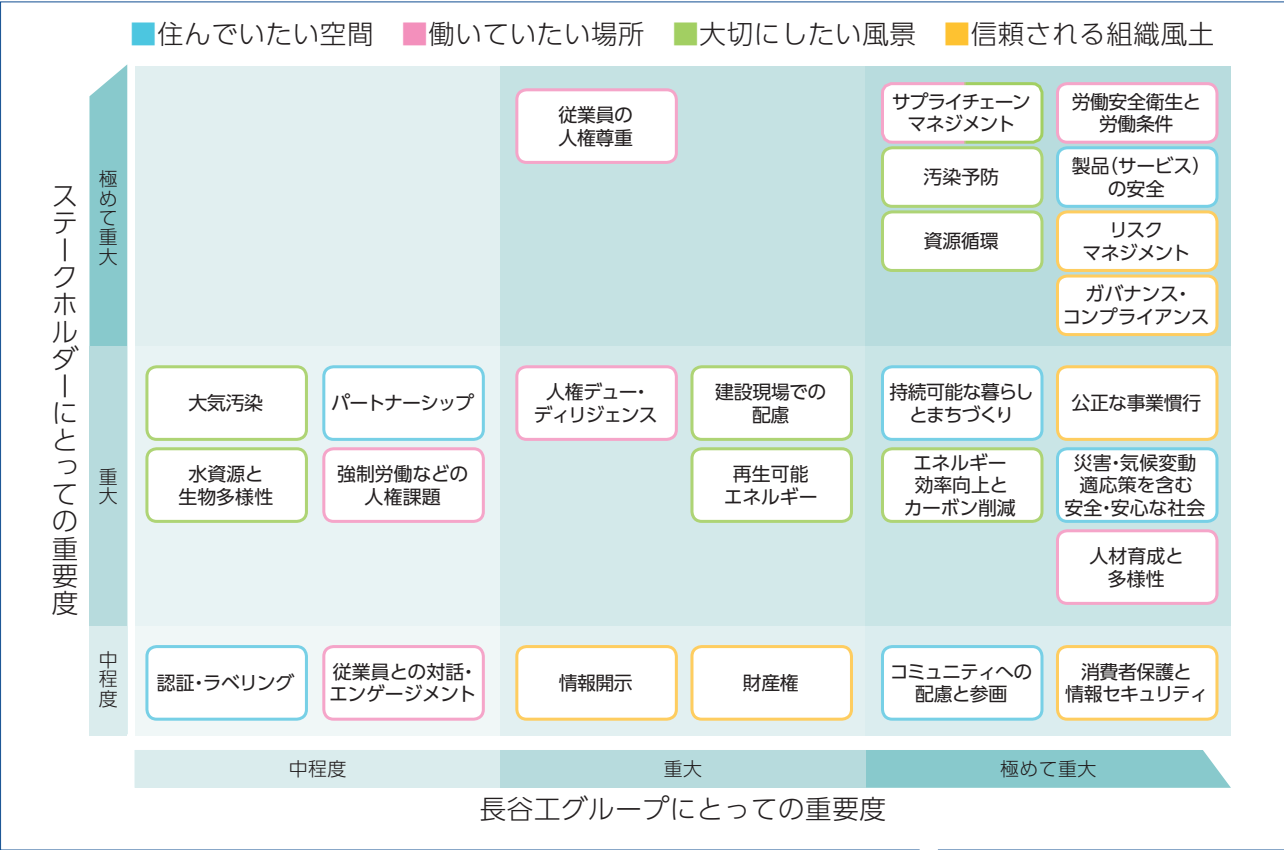 ■住んでいたい空間 ■働いていたい場所 ■大切にしたい風景 ■信頼される組織風土
ステークホルダーにとっての重要度
極めて重大
従業員の
人権尊重
サプライチェーン
マネジメント
労働安全衛生と
労働条件
汚染予防
製品(サービス)
の安全
資源循環
リスク
マネジメント
ガバナンス・
コンプライアンス
重大
大気汚染
パートナーシップ
人権デュー・
ディリジェンス
建設現場での
配慮
持続可能な暮らし
とまちづくり
公正な事業慣行
水資源と
生物多様性
強制労働などの
人権課題
再生可能
エネルギー
エネルギー
効率向上と
カーボン削減
災害・気候変動
適応策を含む
安全・安心な社会
人材育成と
多様性
中程度
認証・ラベリング
従業員との対話・
エンゲージメント
情報開示
財産権
コミュニティへの
配慮と参画
消費者保護と
情報セキュリティ
中程度
重大
極めて重大
長谷工グループにとっての重要度